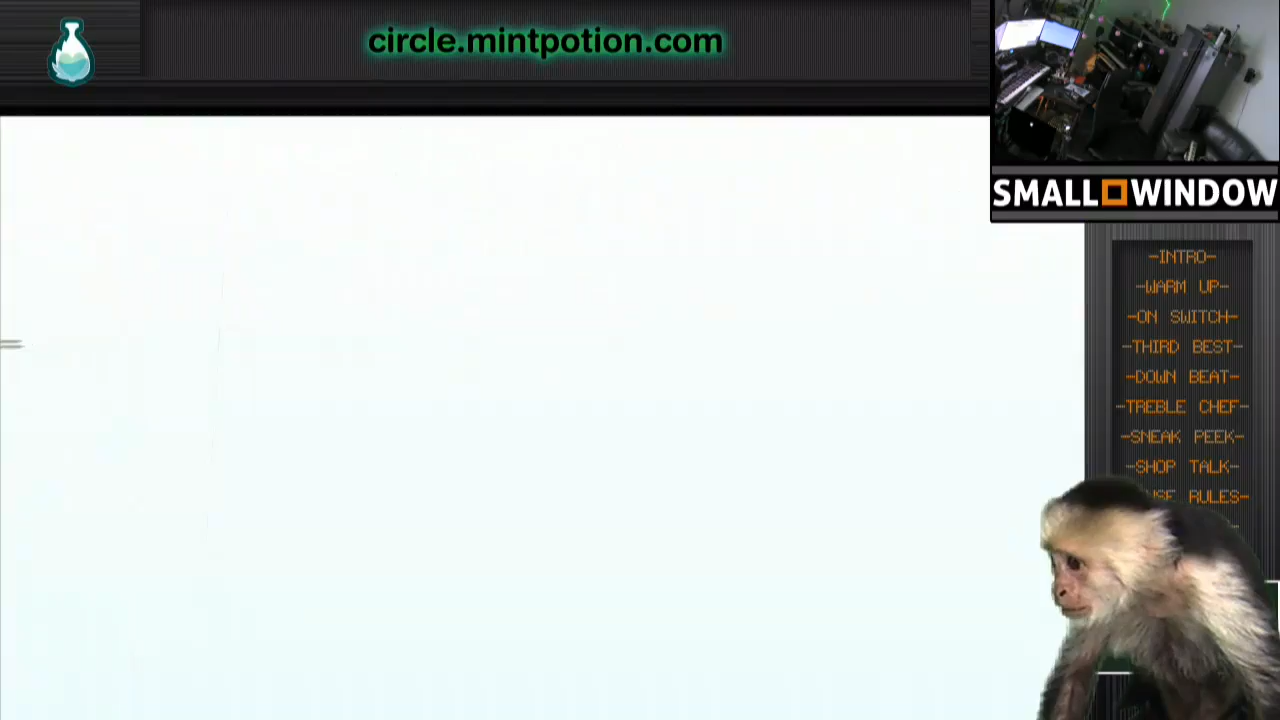 circle.mintpotion.com
SMALL WINDOW
-INTRO-
-WARM UP-
-ON SWITCH-
-THIRD BEST-
-DOWN BEAT-
-TREBLE CHEF-
-SNEAK PEEK-
-SHOP TALK-
RULES-